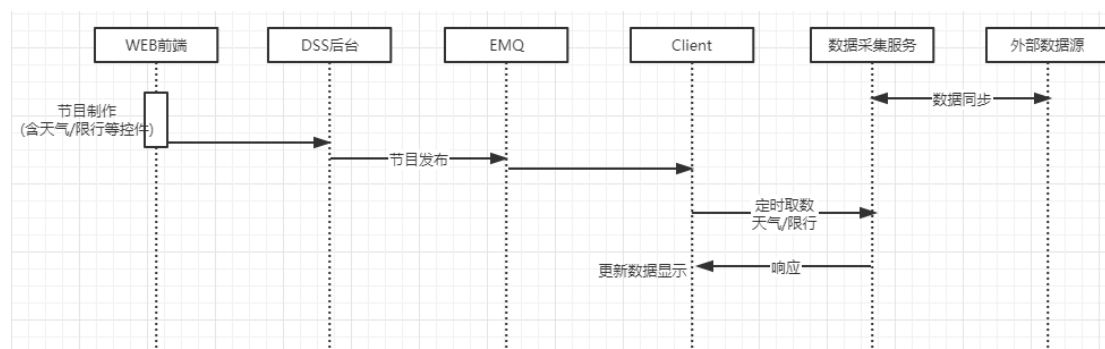 WEB前端
DSS后台
EMQ
Client
数据采集服务
外部数据源
节目制作
(含天气/限行等控件)
数据同步
节目发布
定时取数
天气/限行
更新数据显示
响应